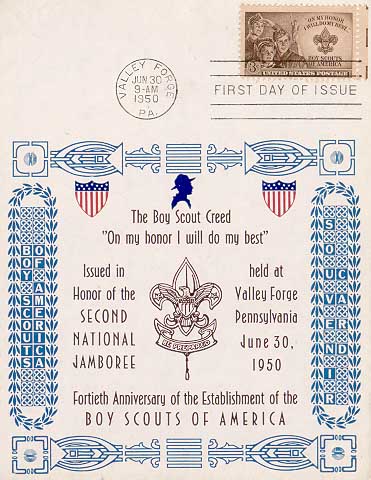 ON MY HONOR
I WILL DO MY BEST
BOY SCOUTS
OF AMERICA
3¢ UNITED STATES POSTAGE
VALLEY FORGE
JUN 30
9-AM
1950
PA.
FIRST DAY OF ISSUE
The Boy Scout Creed
"On my honor I will do my best"
BOY SCOUTS
OF AMERICA
Issued in
Honor of the
SECOND
NATIONAL
JAMBOREE
BE PREPARED
held at
Valley Forge
Pennsylvania
June 30,
1950
SOUVENIR
CARD
Fortieth Anniversary of the Establishment of the
BOY SCOUTS OF AMERICA